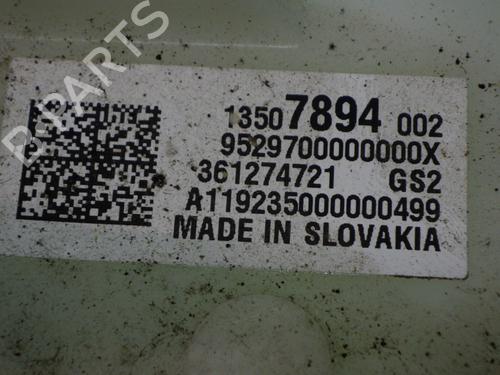 B-PARTS
13507894 002
9529700000000X
361274721 GS2
A119235000000499
MADE IN SLOVAKIA